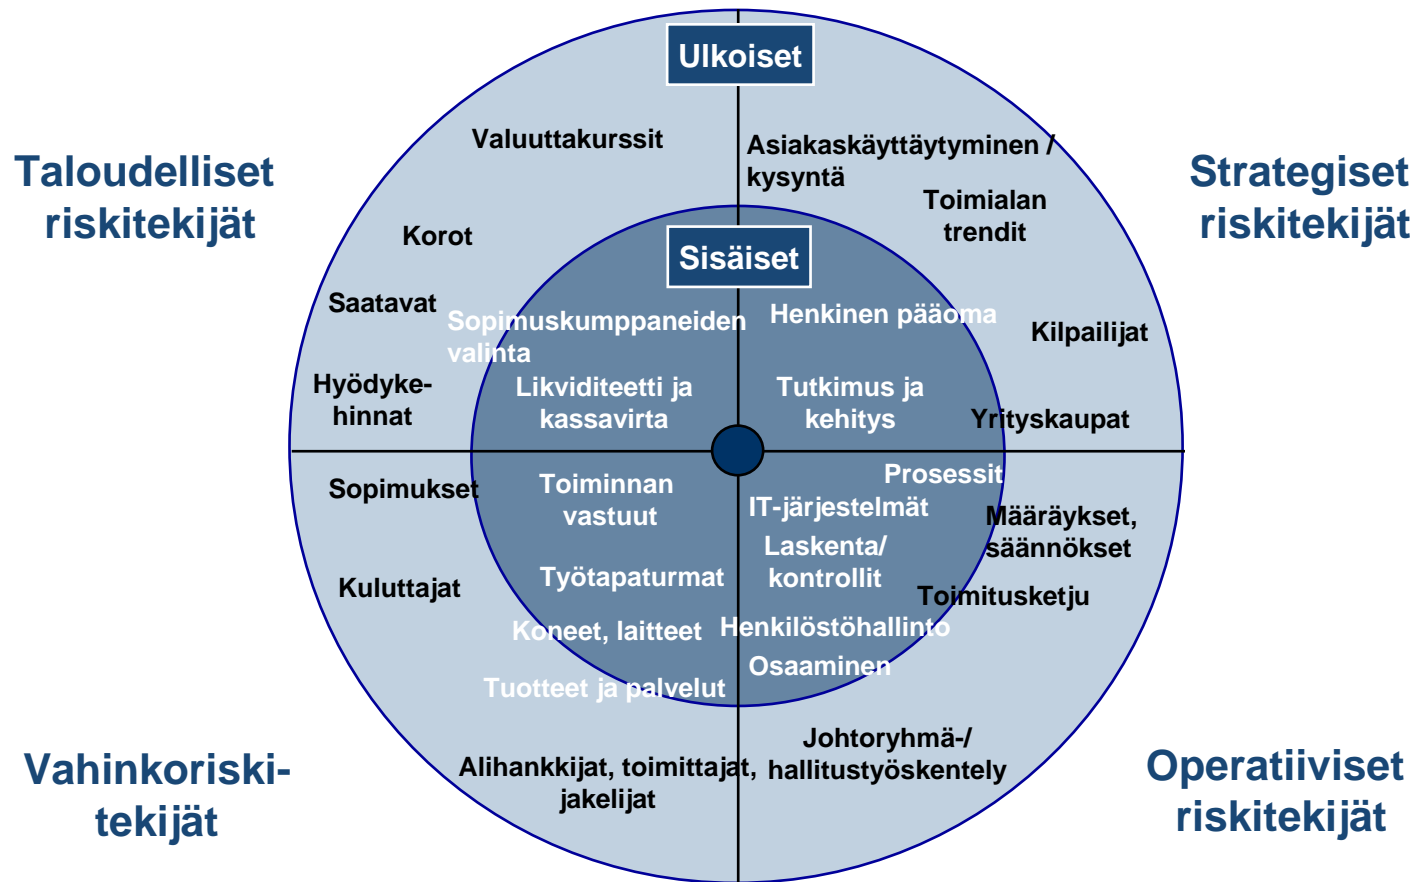 Ulkoiset
Valuuttakurssit
Asiakaskäyttäytyminen /
kysyntä
Taloudelliset
riskitekijät
Strategiset
riskitekijät
Toimialan
trendit
Korot
Sisäiset
Saatavat
Sopimuskumppaneiden
valinta
Henkinen pääoma
Kilpailijat
Hyödyke-
hinnat
Likviditeetti ja
kassavirta
Tutkimus ja
kehitys
Yrityskaupat
Sopimukset
Toiminnan
vastuut
Prosessit
IT-järjestelmät
Määräykset,
säännökset
Laskenta/
kontrollit
Kuluttajat
Työtapaturmat
Toimitusketju
Koneet, laitteet
Henkilöstöhallinto
Osaaminen
Tuotteet ja palvelut
Vahinkoriski-
tekijät
Alihankkijat, toimittajat,
jakelijat
Johtoryhmä-/
hallitustyöskentely
Operatiiviset
riskitekijät